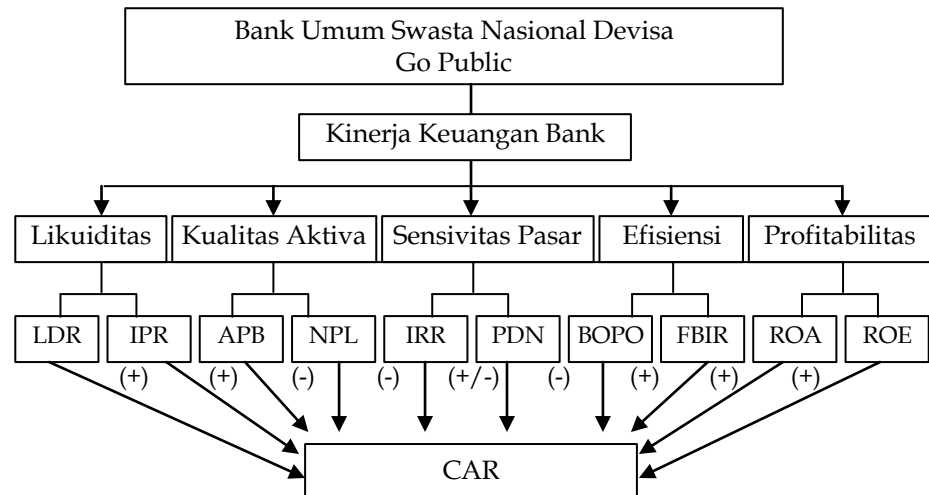 Bank Umum Swasta Nasional Devisa
Go Public
Kinerja Keuangan Bank
Likuiditas Kualitas Aktiva Sensivitas Pasar Efisiensi Profitabilitas
LDR IPR APB NPL IRR PDN BOPO FBIR ROA ROE
(+) (+) (-) (-) (+/-) (-) (+) (+) (+)
CAR